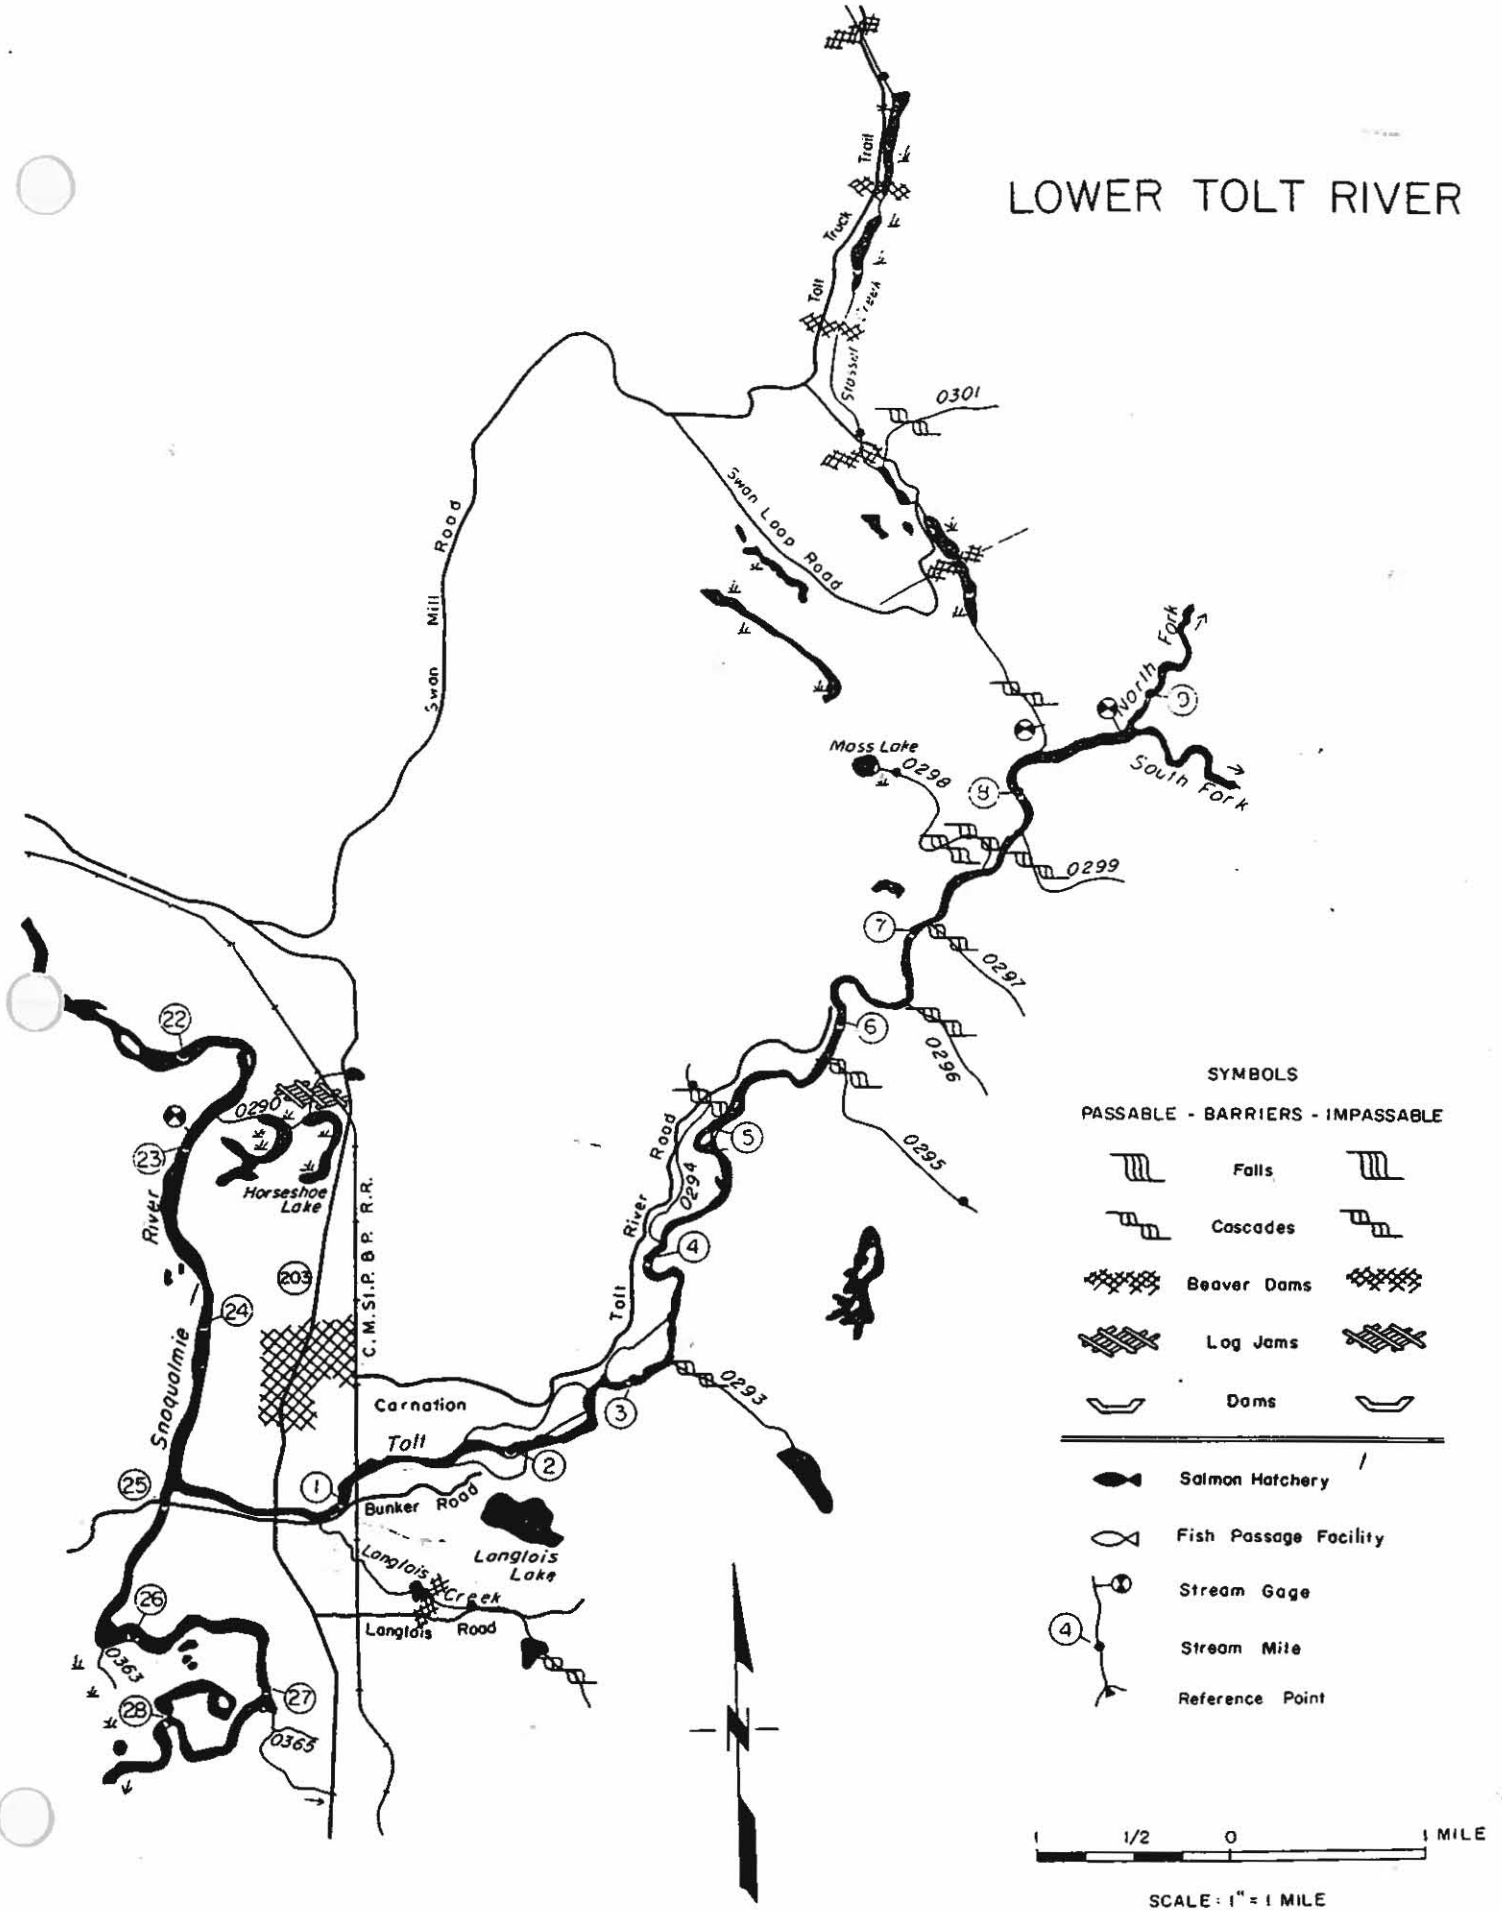 LOWER TOLT RIVER
Tolt Truck Trail
Stossel Creek
0301
Swan Loop Road
Swan Mill Road
North Fork
9
South Fork
Moss Lake
0298
8
0299
7
0297
6
0296
22
0290
23
Horseshoe
Lake
River
203
C.M.St.P. & P. R.R.
24
Snoqualmie
5
0295
0294
Tolt River Road
4
0293
3
Carnation
Tolt
2
25
1
Bunker Road
Langlois
Lake
Langlois Creek
Langlois Road
26
0363
27
28
0365
SYMBOLS
PASSABLE - BARRIERS - IMPASSABLE
Falls
Cascades
Beaver Dams
Log Jams
Dams
Salmon Hatchery
Fish Passage Facility
Stream Gage
4
Stream Mile
Reference Point
N
1 1/2 0 1 MILE
SCALE: 1" = 1 MILE